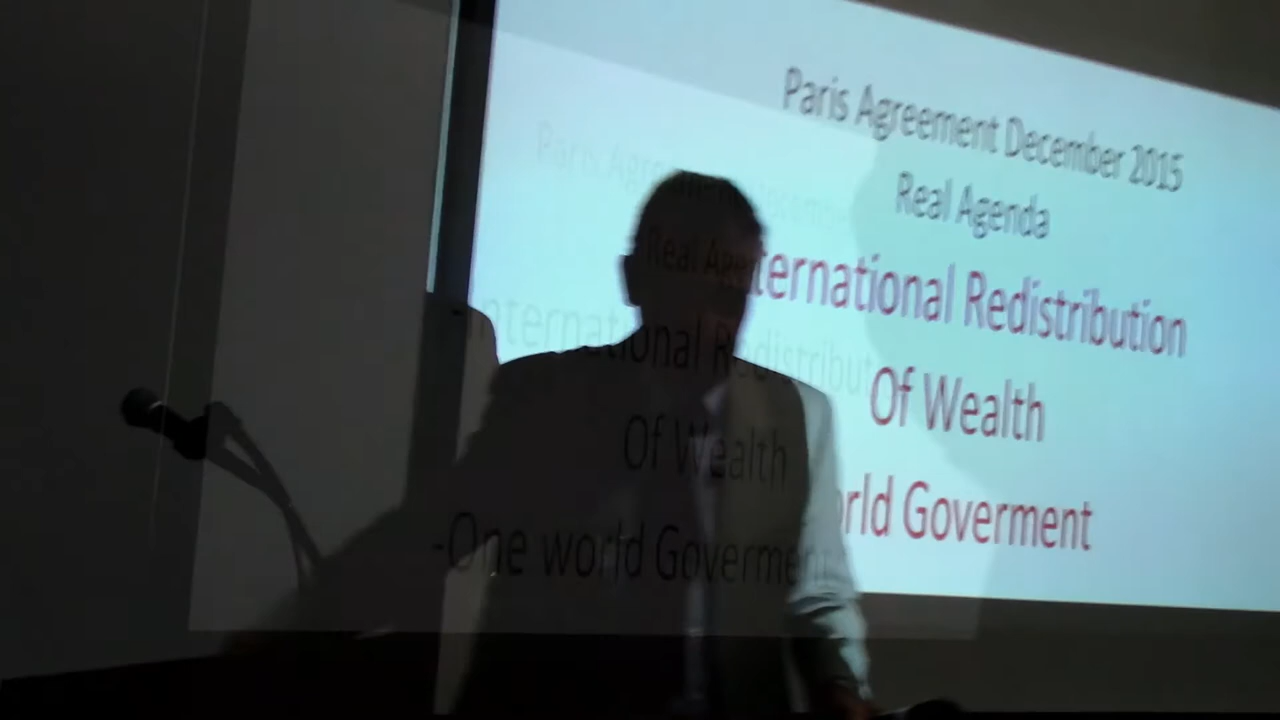 Paris Agreement December 2015
Real Agenda
-International Redistribution
Of Wealth
-One world Goverment